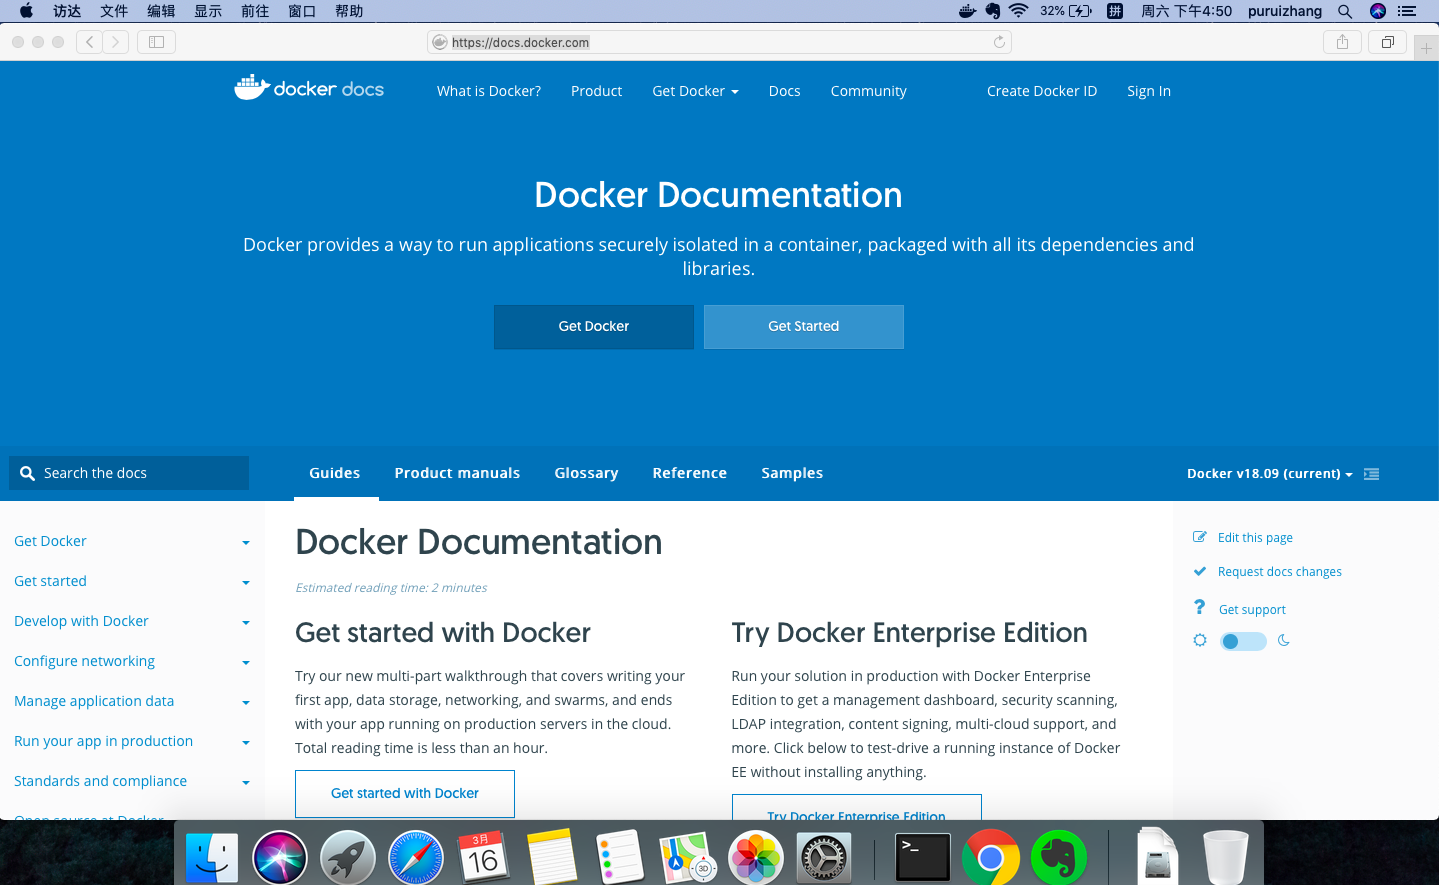 访达 文件 编辑 显示 前往 窗口 帮助 32% 拼 周六 下午4:50 puruizhang
https://docs.docker.com
docker docs What is Docker? Product Get Docker Docs Community Create Docker ID Sign In
Docker Documentation
Docker provides a way to run applications securely isolated in a container, packaged with all its dependencies and
libraries.
Get Docker Get Started
Search the docs Guides Product manuals Glossary Reference Samples Docker v18.09 (current)
Get Docker
Get started
Develop with Docker
Configure networking
Manage application data
Run your app in production
Standards and compliance
Open source at Docker
Docker Documentation
Estimated reading time: 2 minutes
Get started with Docker
Try our new multi-part walkthrough that covers writing your
first app, data storage, networking, and swarms, and ends
with your app running on production servers in the cloud.
Total reading time is less than an hour.
Get started with Docker
Try Docker Enterprise Edition
Run your solution in production with Docker Enterprise
Edition to get a management dashboard, security scanning,
LDAP integration, content signing, multi-cloud support, and
more. Click below to test-drive a running instance of Docker
EE without installing anything.
Try Docker Enterprise Edition
Edit this page
Request docs changes
Get support
3月
16
3D
>_